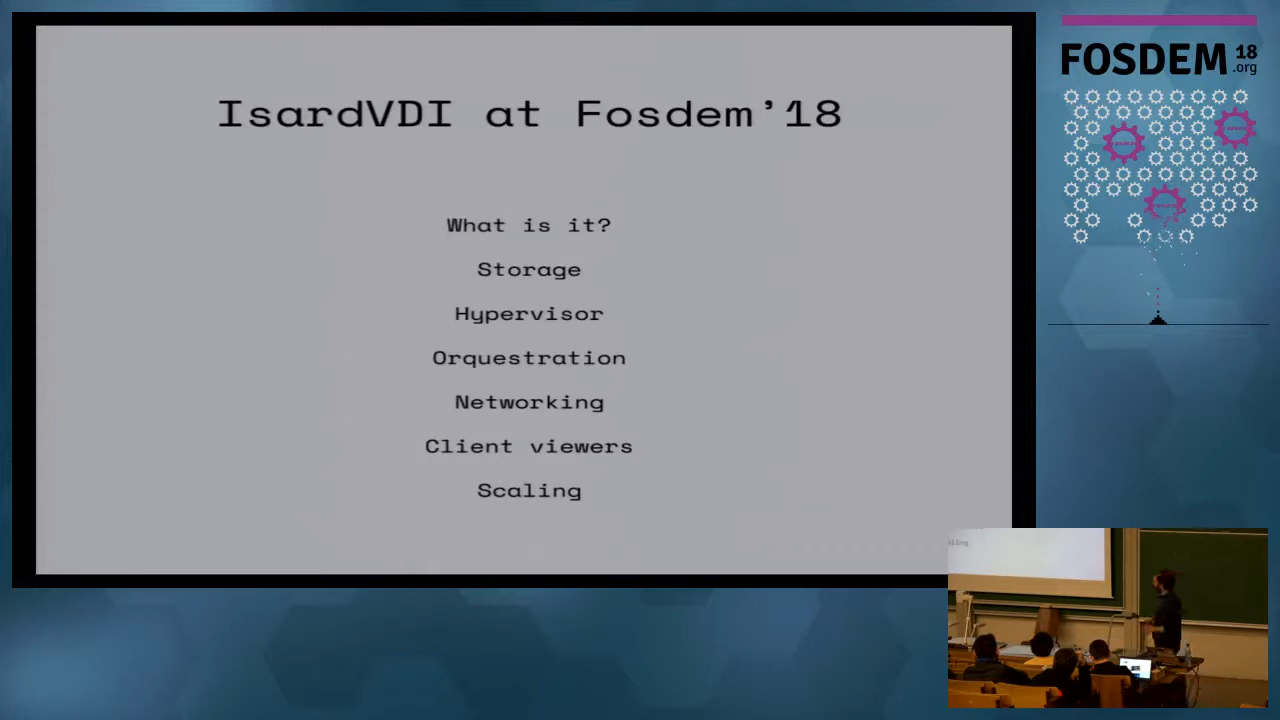 IsardVDI at Fosdem'18
What is it?
Storage
Hypervisor
Orquestration
Networking
Client viewers
Scaling
FOSDEM 18
.org